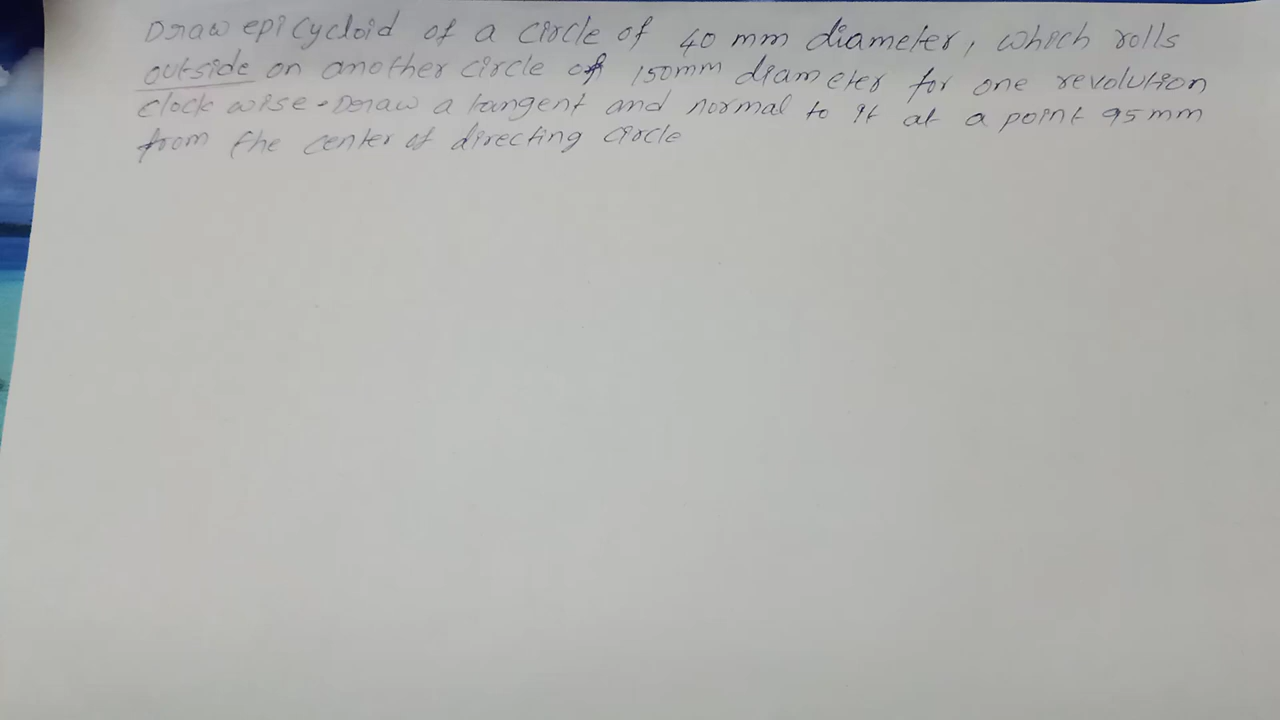 Draw epicycloid of a circle of 40 mm diameter, which rolls
outside on another circle of 150mm diameter for one revolution
clock wise. Draw a tangent and normal to it at a point 95mm
from the center of directing circle